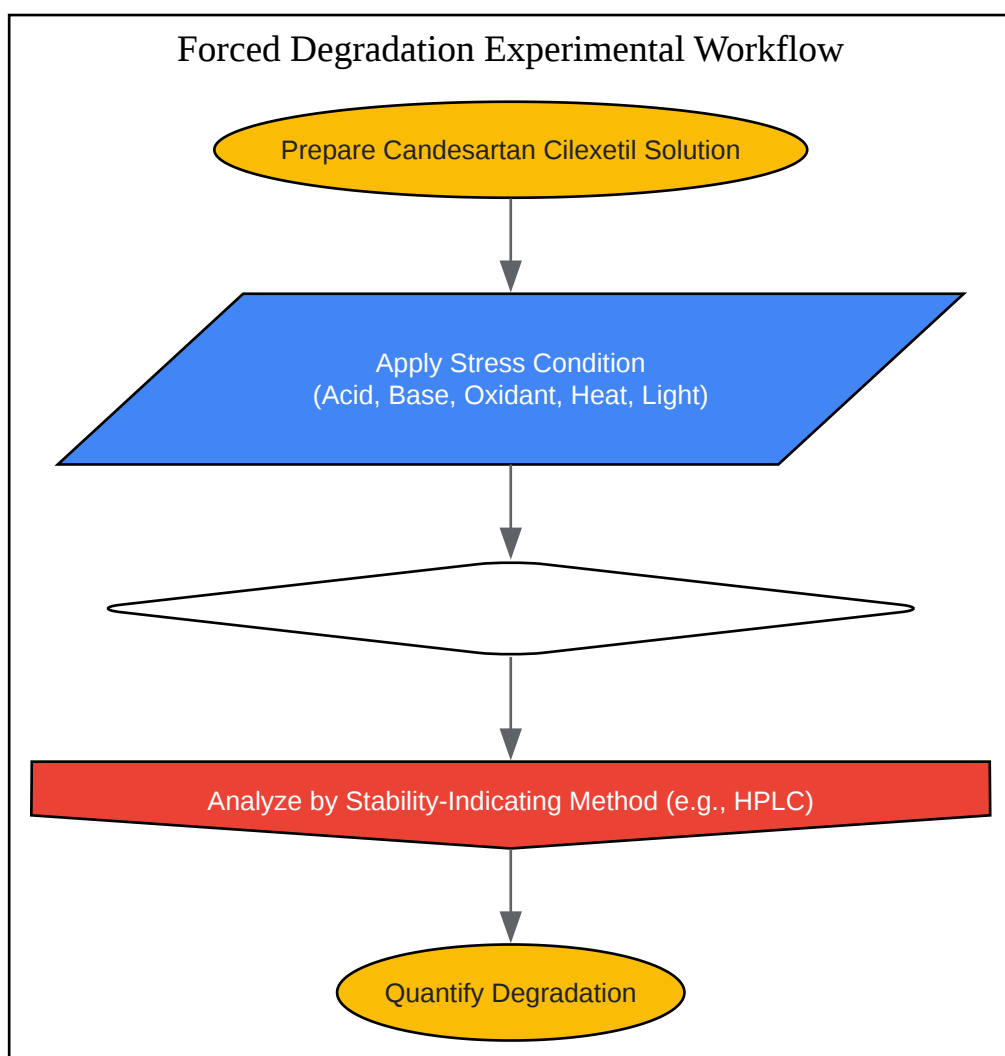 Forced Degradation Experimental Workflow
Prepare Candesartan Cilexetil Solution
Apply Stress Condition
(Acid, Base, Oxidant, Heat, Light)
Analyze by Stability-Indicating Method (e.g., HPLC)
Quantify Degradation